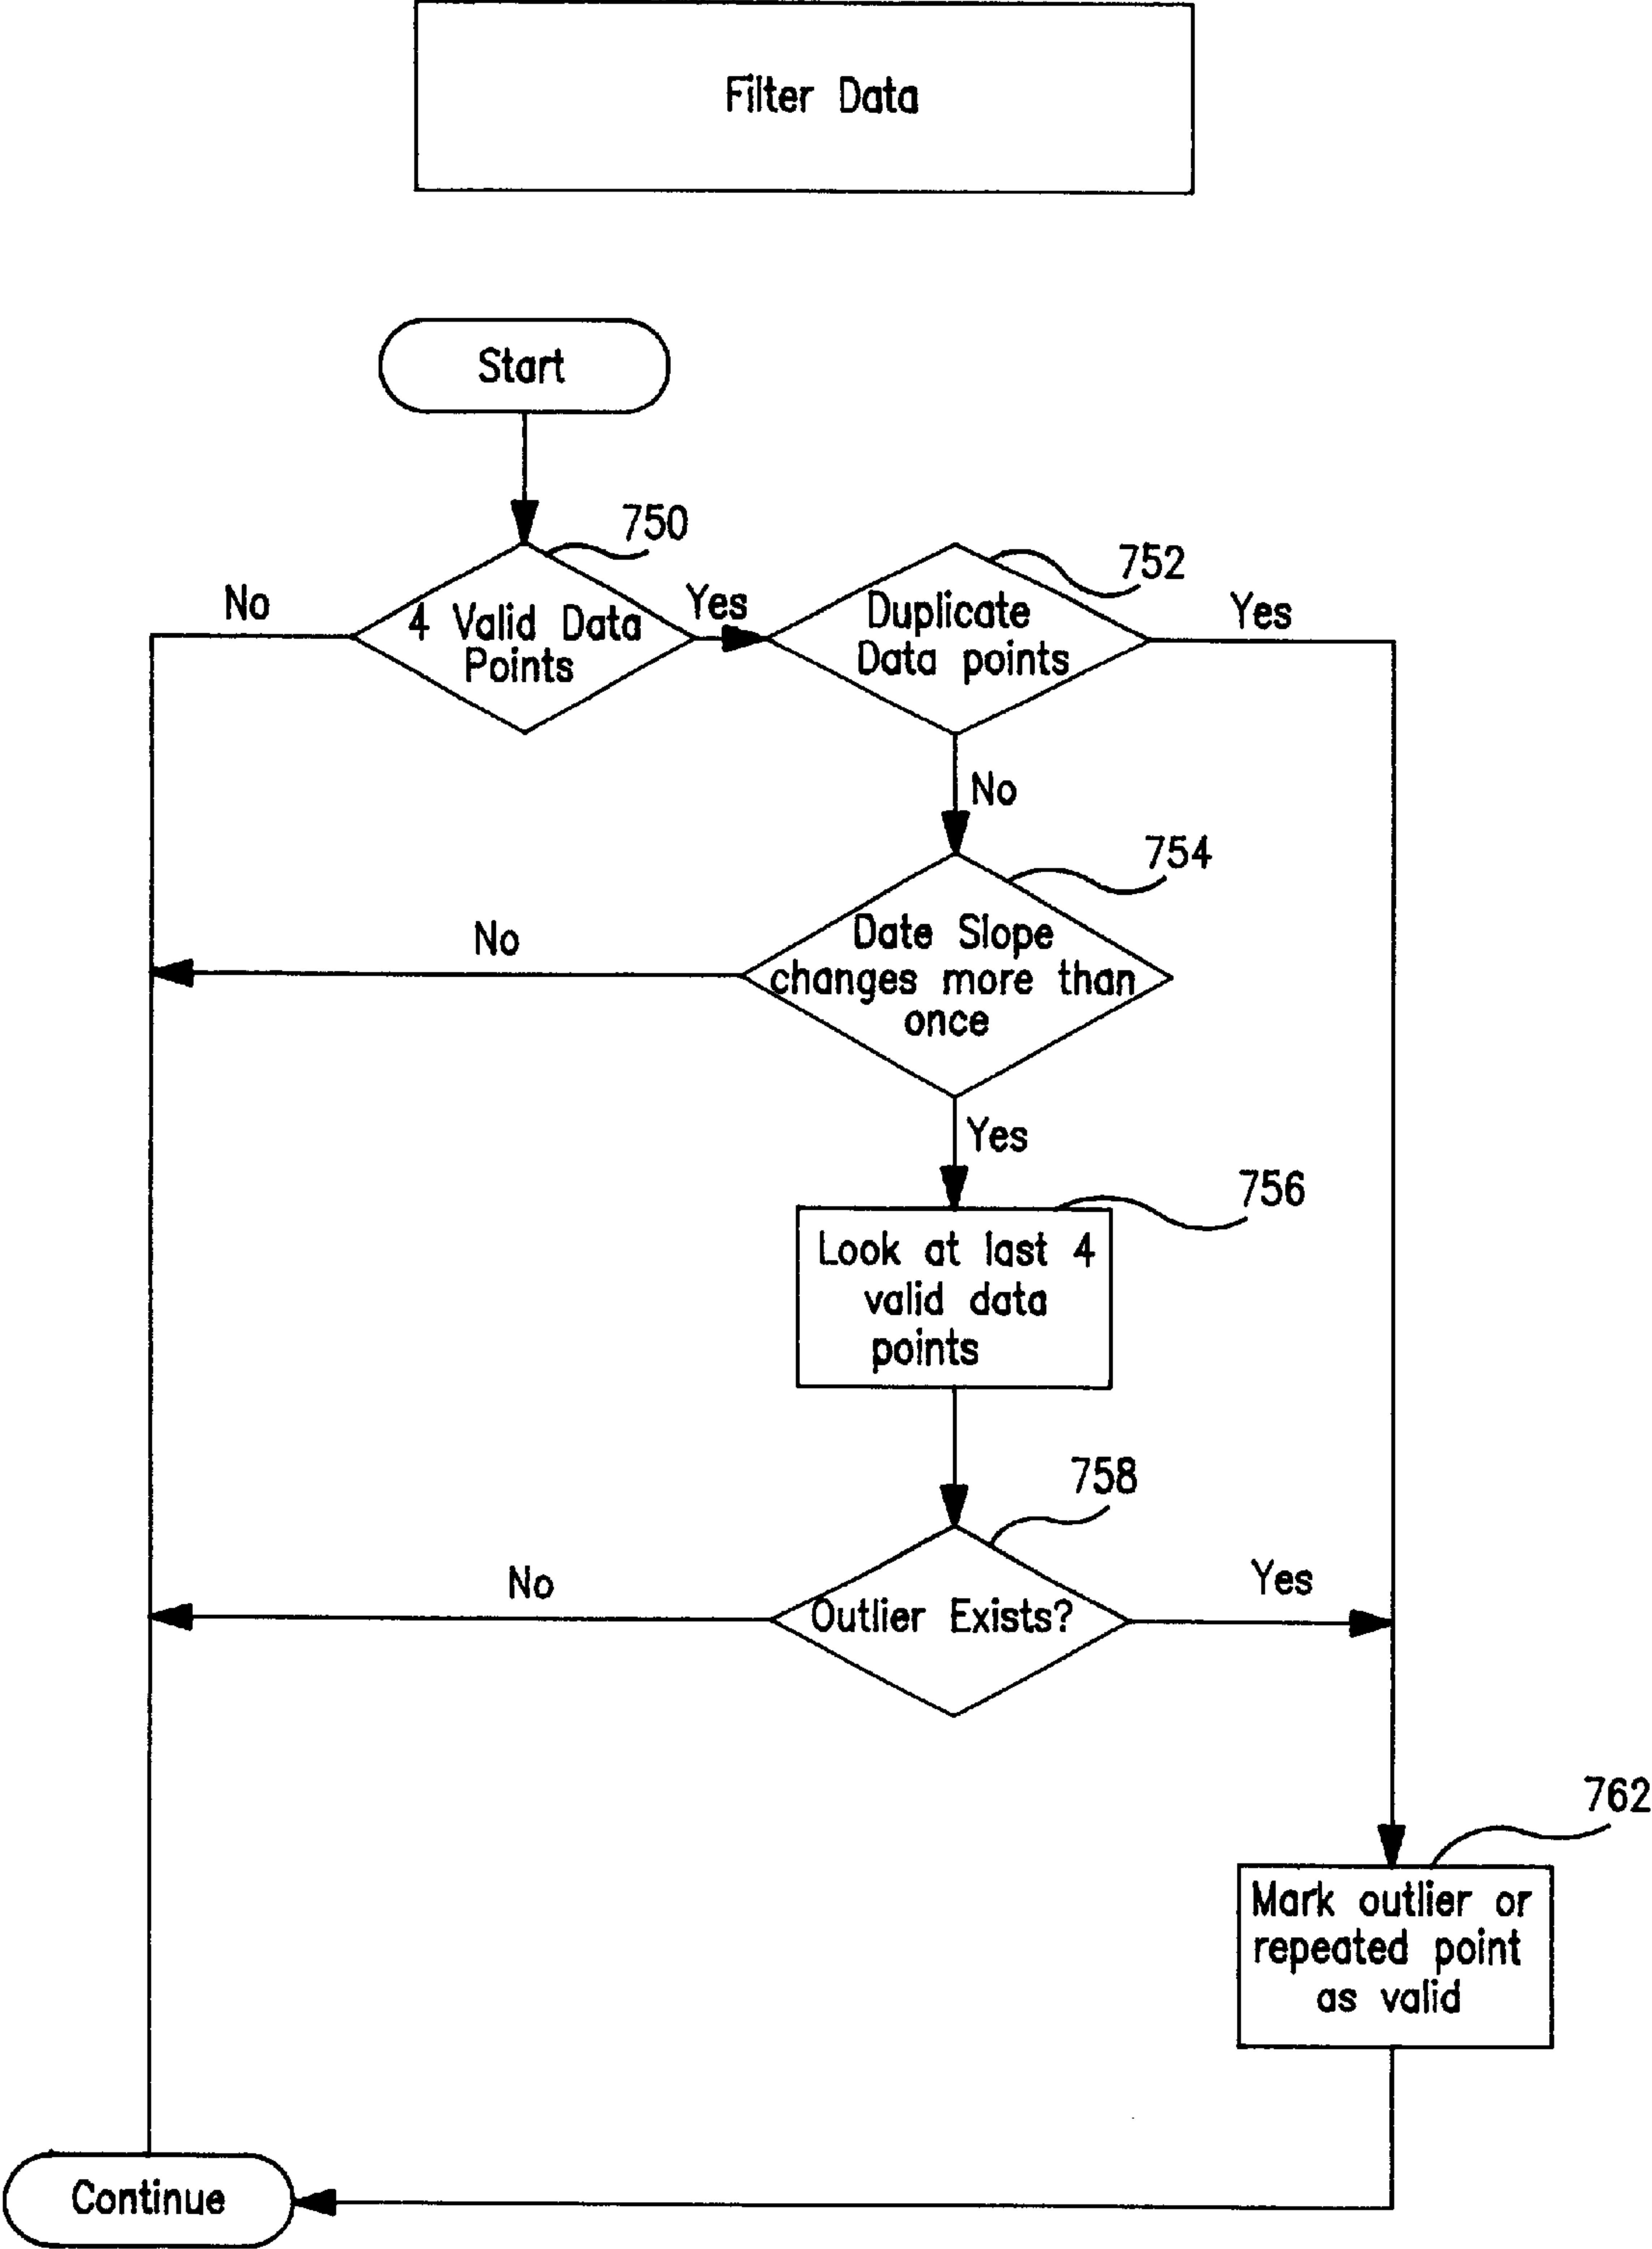 Filter Data
Start
750
4 Valid Data
Points
No
Yes
752
Duplicate
Data points
Yes
No
754
Date Slope
changes more than
once
No
Yes
756
Look at last 4
valid data
points
758
Outlier Exists?
No
Yes
762
Mark outlier or
repeated point
as valid
Continue